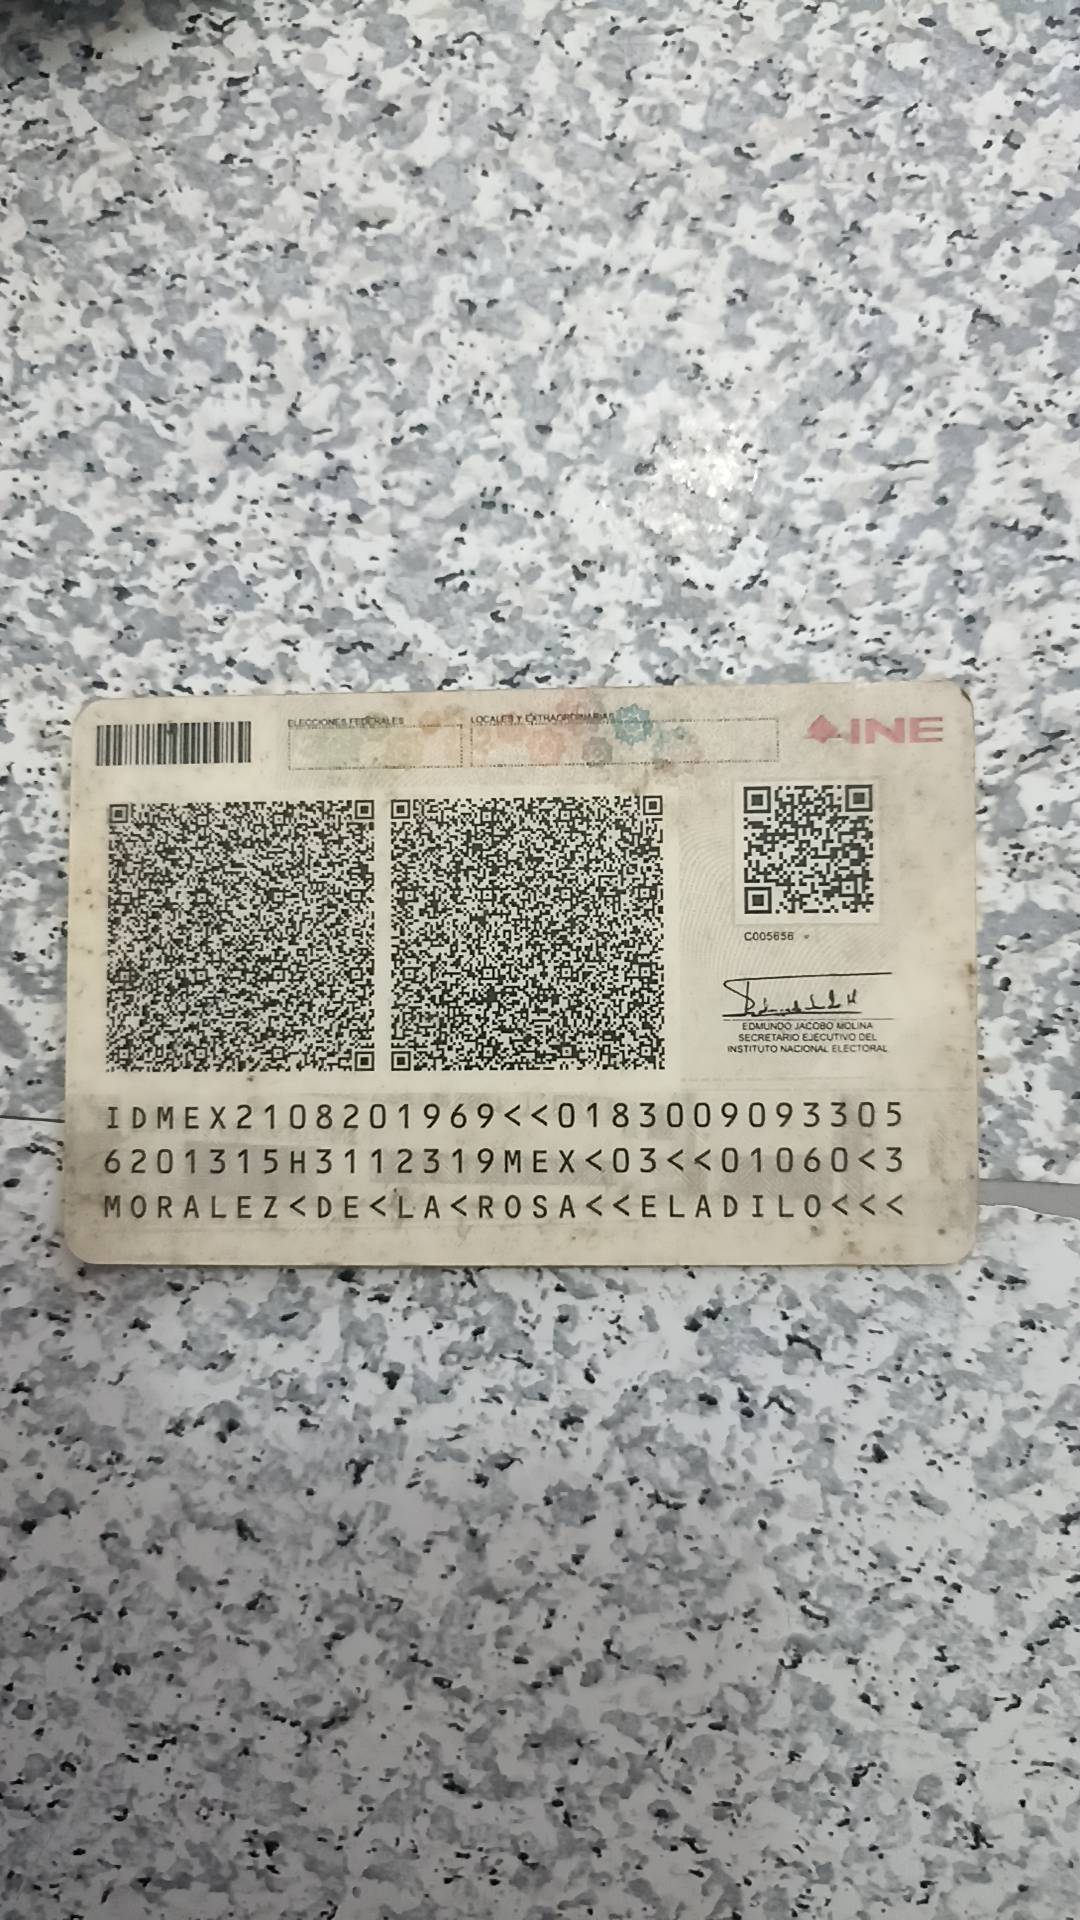 ELECCIONES FEDERALES
LOCALES Y EXTRAORDINARIAS
INE
C005656
EDMUNDO JACOBO MOLINA
SECRETARIO EJECUTIVO DEL
INSTITUTO NACIONAL ELECTORAL
IDMEX2108201969<<0183009093305
6201315H3112319MEX<03<<01060<3
MORALEZ<DE<LA<ROSA<<ELADILO<<<